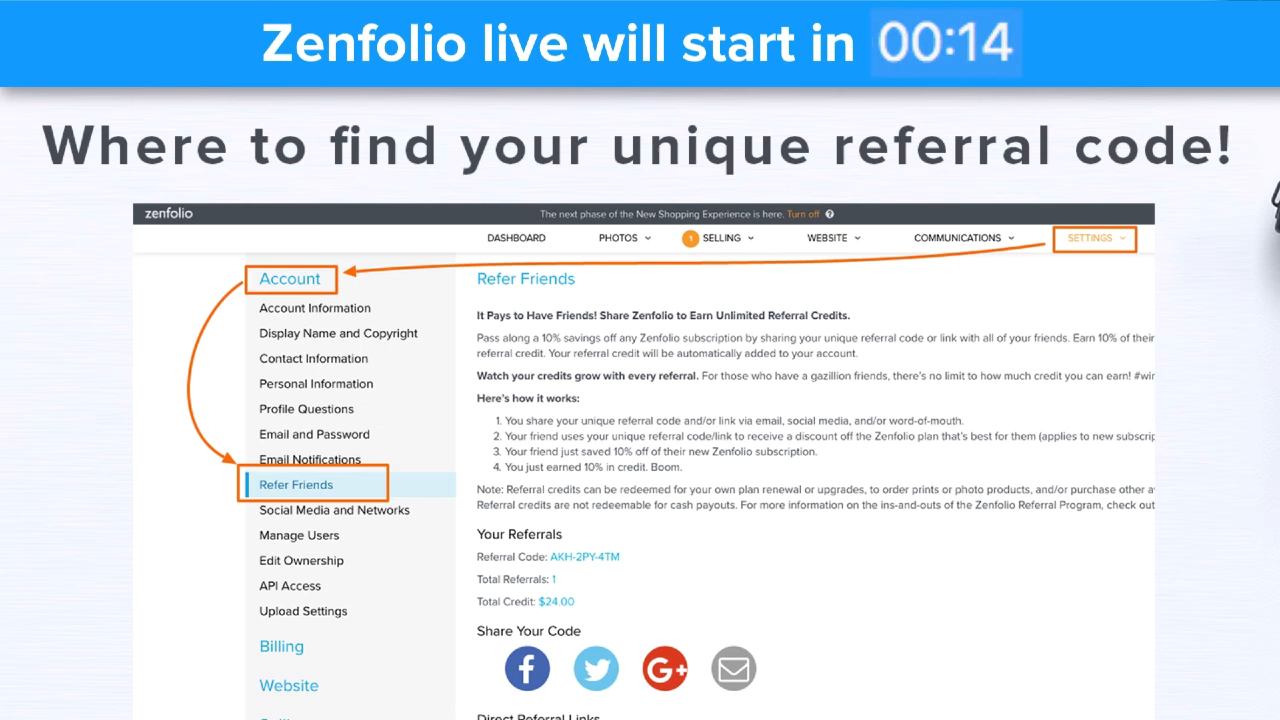 Zenfolio live will start in 00:14
Where to find your unique referral code!
zenfolio
The next phase of the New Shopping Experience is here. Turn off ?
DASHBOARD PHOTOS 1 SELLING WEBSITE COMMUNICATIONS SETTINGS
Account
Account Information
Display Name and Copyright
Contact Information
Personal Information
Profile Questions
Email and Password
Email Notifications
Refer Friends
Social Media and Networks
Manage Users
Edit Ownership
API Access
Upload Settings
Billing
Website
Refer Friends
It Pays to Have Friends! Share Zenfolio to Earn Unlimited Referral Credits.
Pass along a 10% savings off any Zenfolio subscription by sharing your unique referral code or link with all of your friends. Earn 10% of their
referral credit. Your referral credit will be automatically added to your account.
Watch your credits grow with every referral. For those who have a gazillion friends, there's no limit to how much credit you can earn! #wir
Here's how it works:
1. You share your unique referral code and/or link via email, social media, and/or word-of-mouth.
2. Your friend uses your unique referral code/link to receive a discount off the Zenfolio plan that's best for them (applies to new subscrip
3. Your friend just saved 10% off of their new Zenfolio subscription.
4. You just earned 10% in credit. Boom.
Note: Referral credits can be redeemed for your own plan renewal or upgrades, to order prints or photo products, and/or purchase other a
Referral credits are not redeemable for cash payouts. For more information on the ins-and-outs of the Zenfolio Referral Program, check out
Your Referrals
Referral Code: AKH-2PY-4TM
Total Referrals: 1
Total Credit: $24.00
Share Your Code
f G+
Direct Referral Links